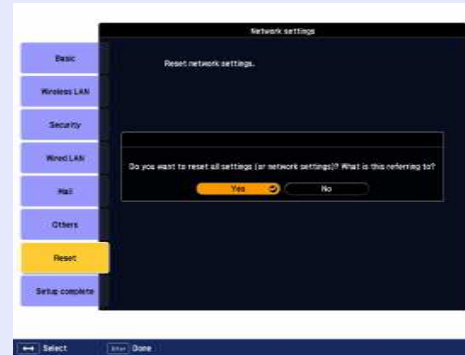 Network settings
Basic
Reset network settings.
Wireless LAN
Security
Wired LAN
Do you want to reset all settings (or network settings)? What is this referring to?
Yes
No
Mail
Others
Reset
Setup complete
Select
Enter
Done